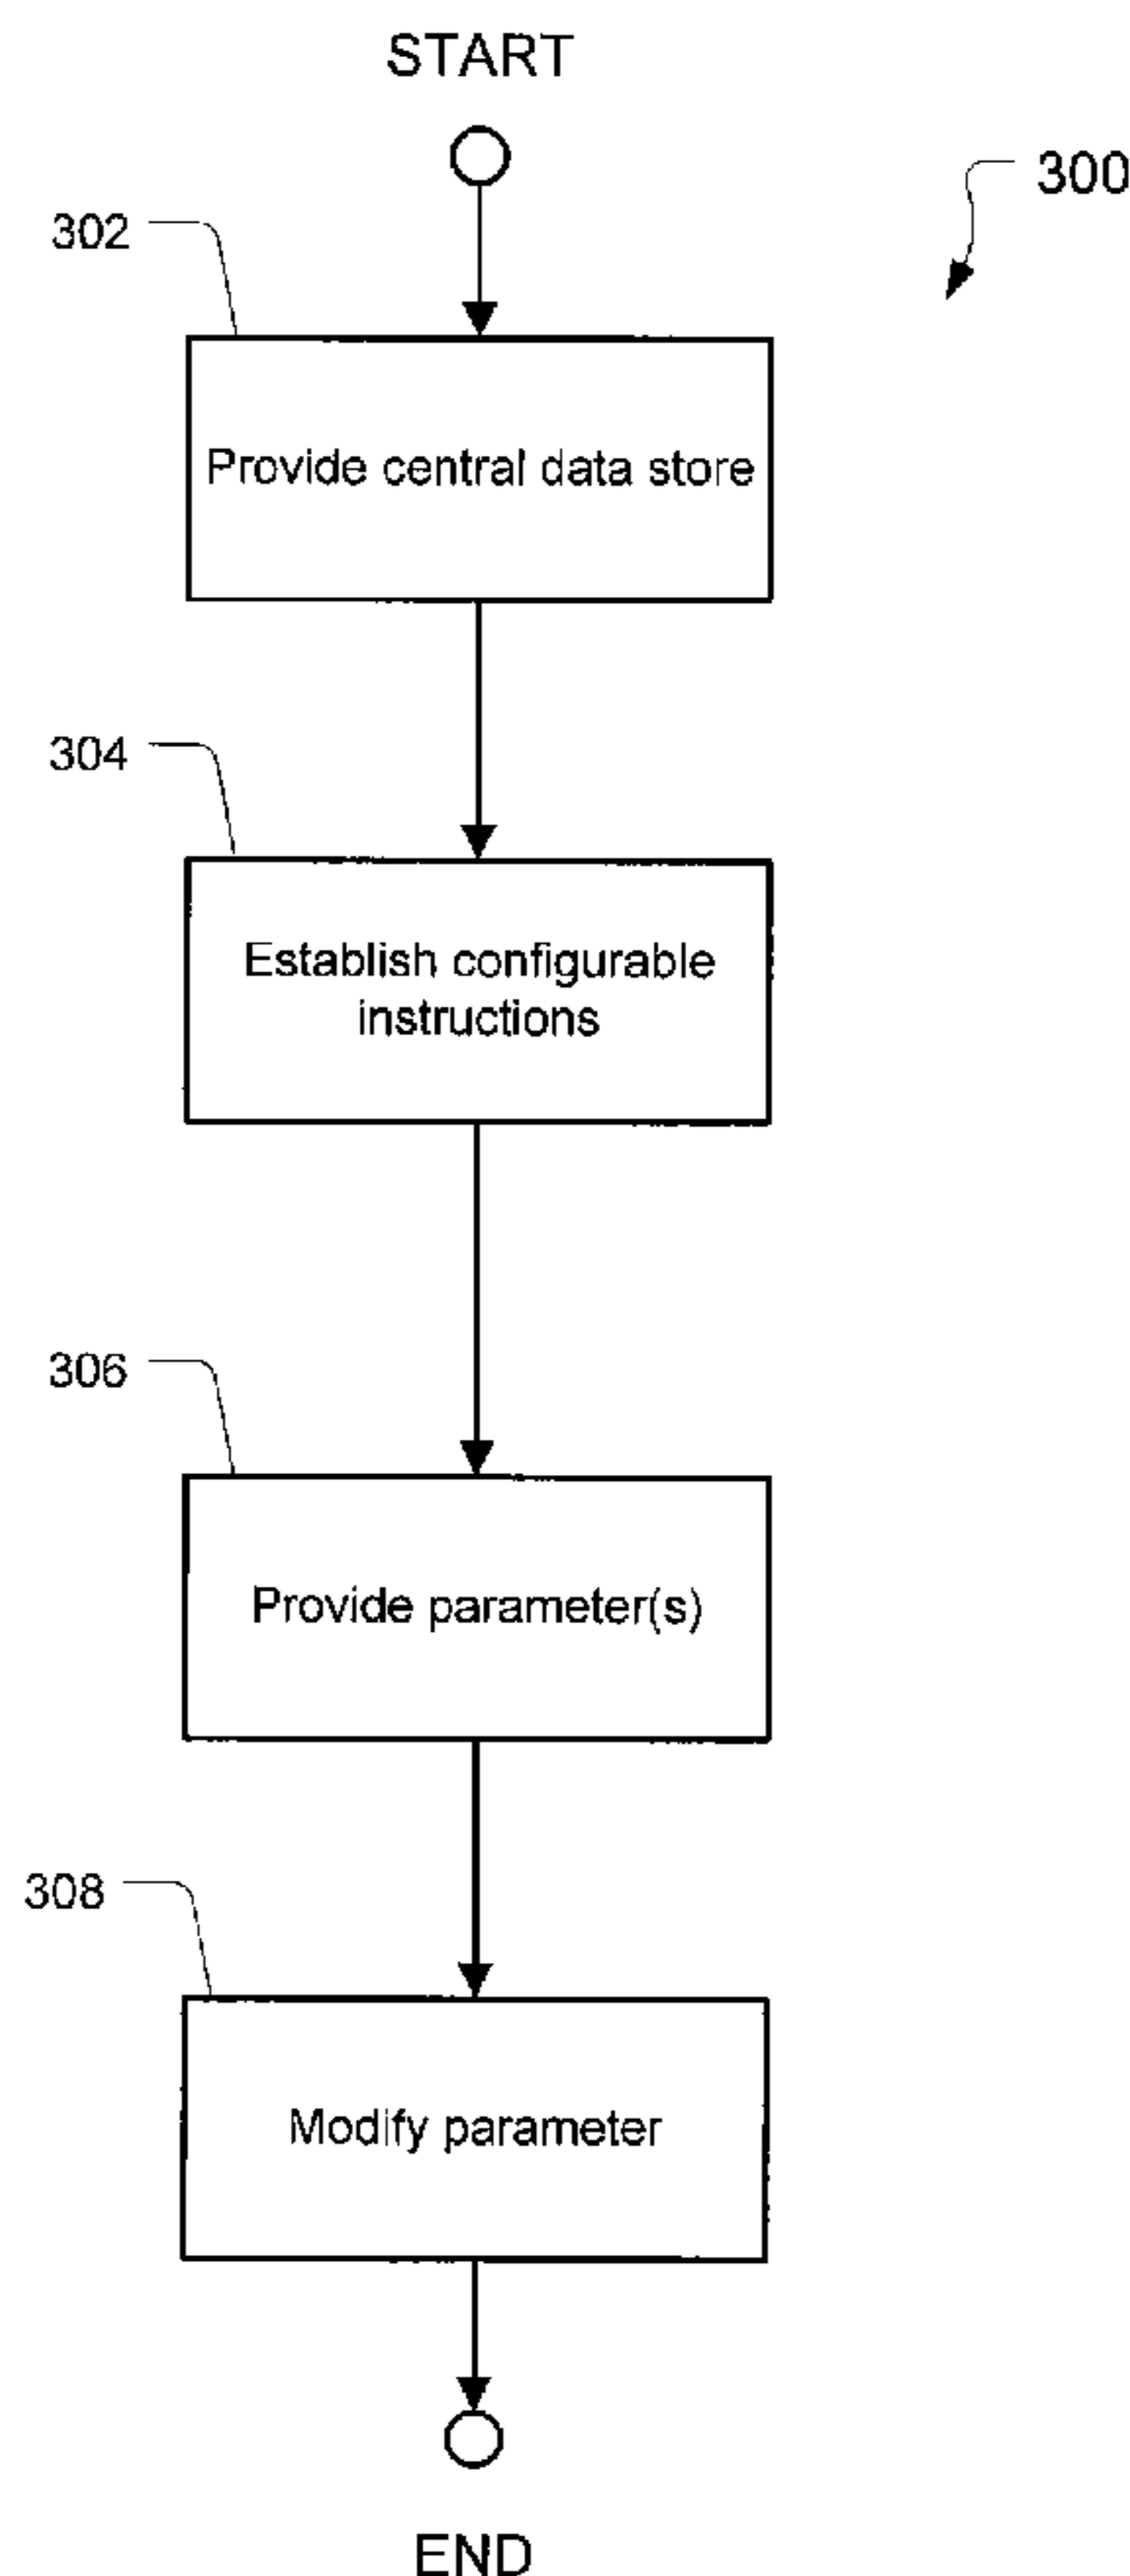 START
300
302
Provide central data store
304
Establish configurable
instructions
306
Provide parameter(s)
308
Modify parameter
END